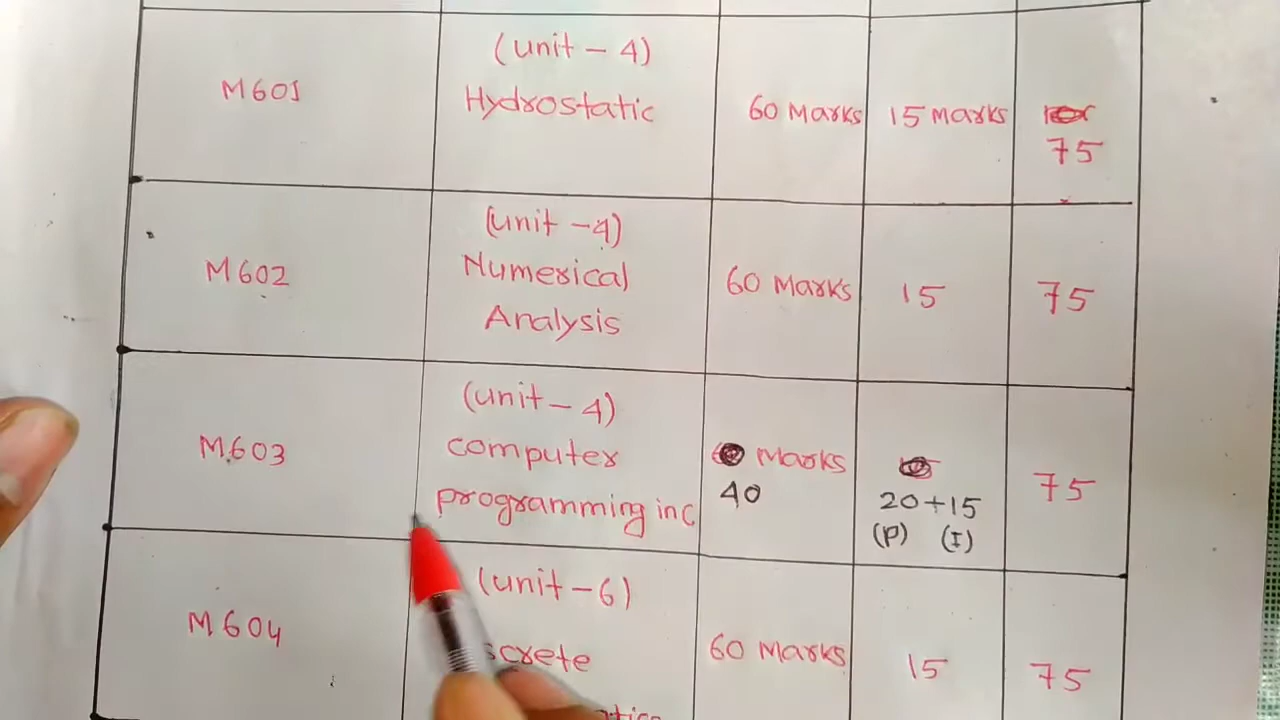 M601
(unit - 4)
Hydrostatic
60 Marks
15 Marks
75
M602
(unit - 4)
Numerical
Analysis
60 Marks
15
75
M603
(unit - 4)
computer
programming in c
Marks
40
20+15
(P) (I)
75
M604
(unit - 6)
screte
60 Marks
15
75